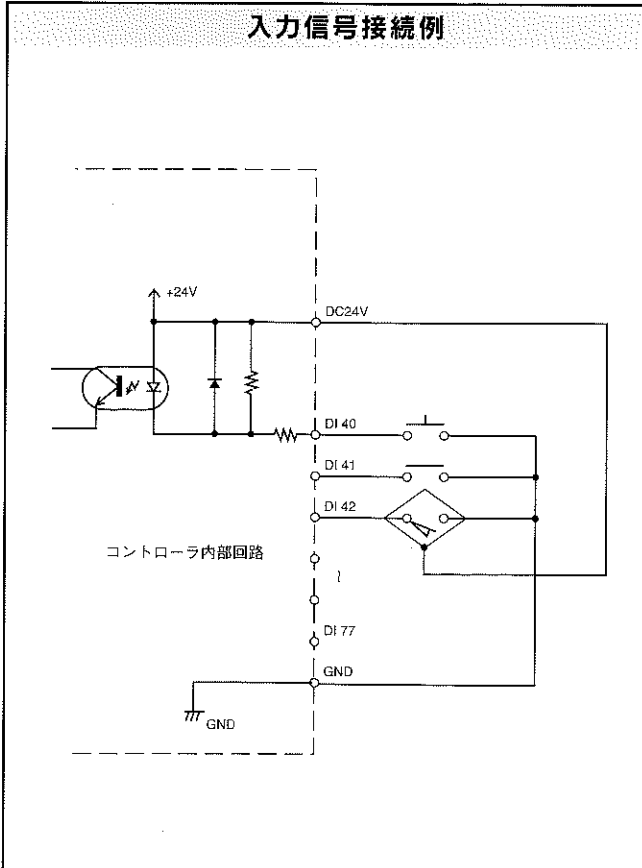 入力信号接続例
+24V
DC24V
DI 40
DI 41
DI 42
コントローラ内部回路
~
DI 77
GND
GND